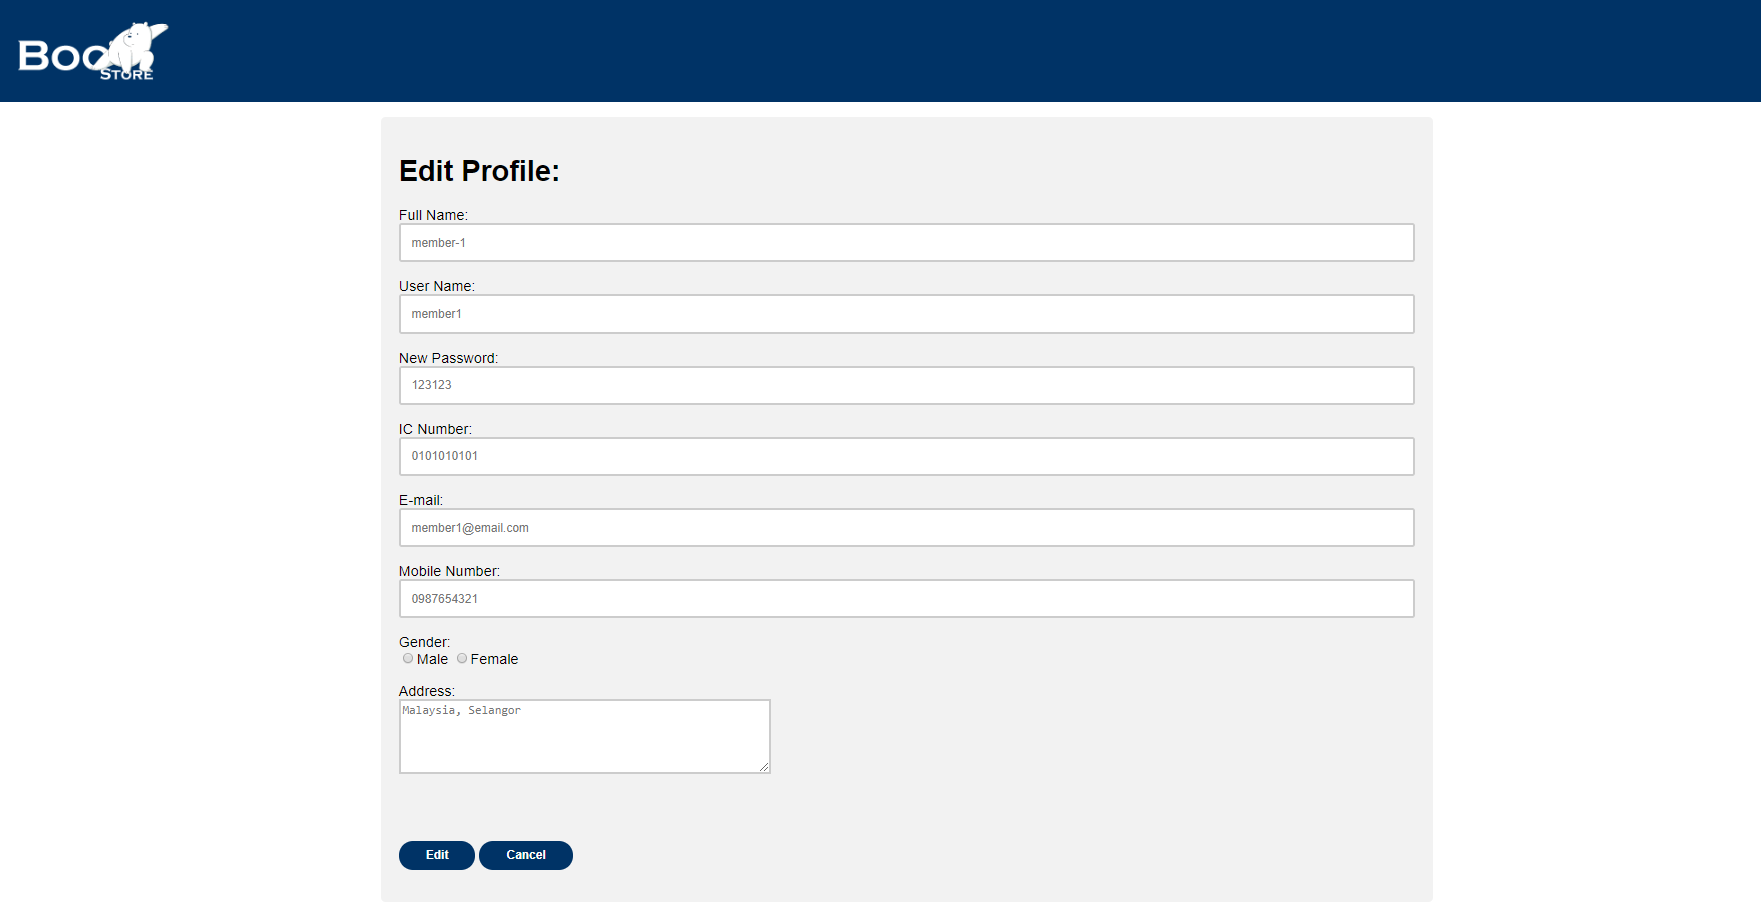 Boo
STORE
Edit Profile:
Full Name:
member-1
User Name:
member1
New Password:
123123
IC Number:
0101010101
E-mail:
member1@email.com
Mobile Number:
0987654321
Gender:
Male Female
Address:
Malaysia, Selangor
Edit Cancel